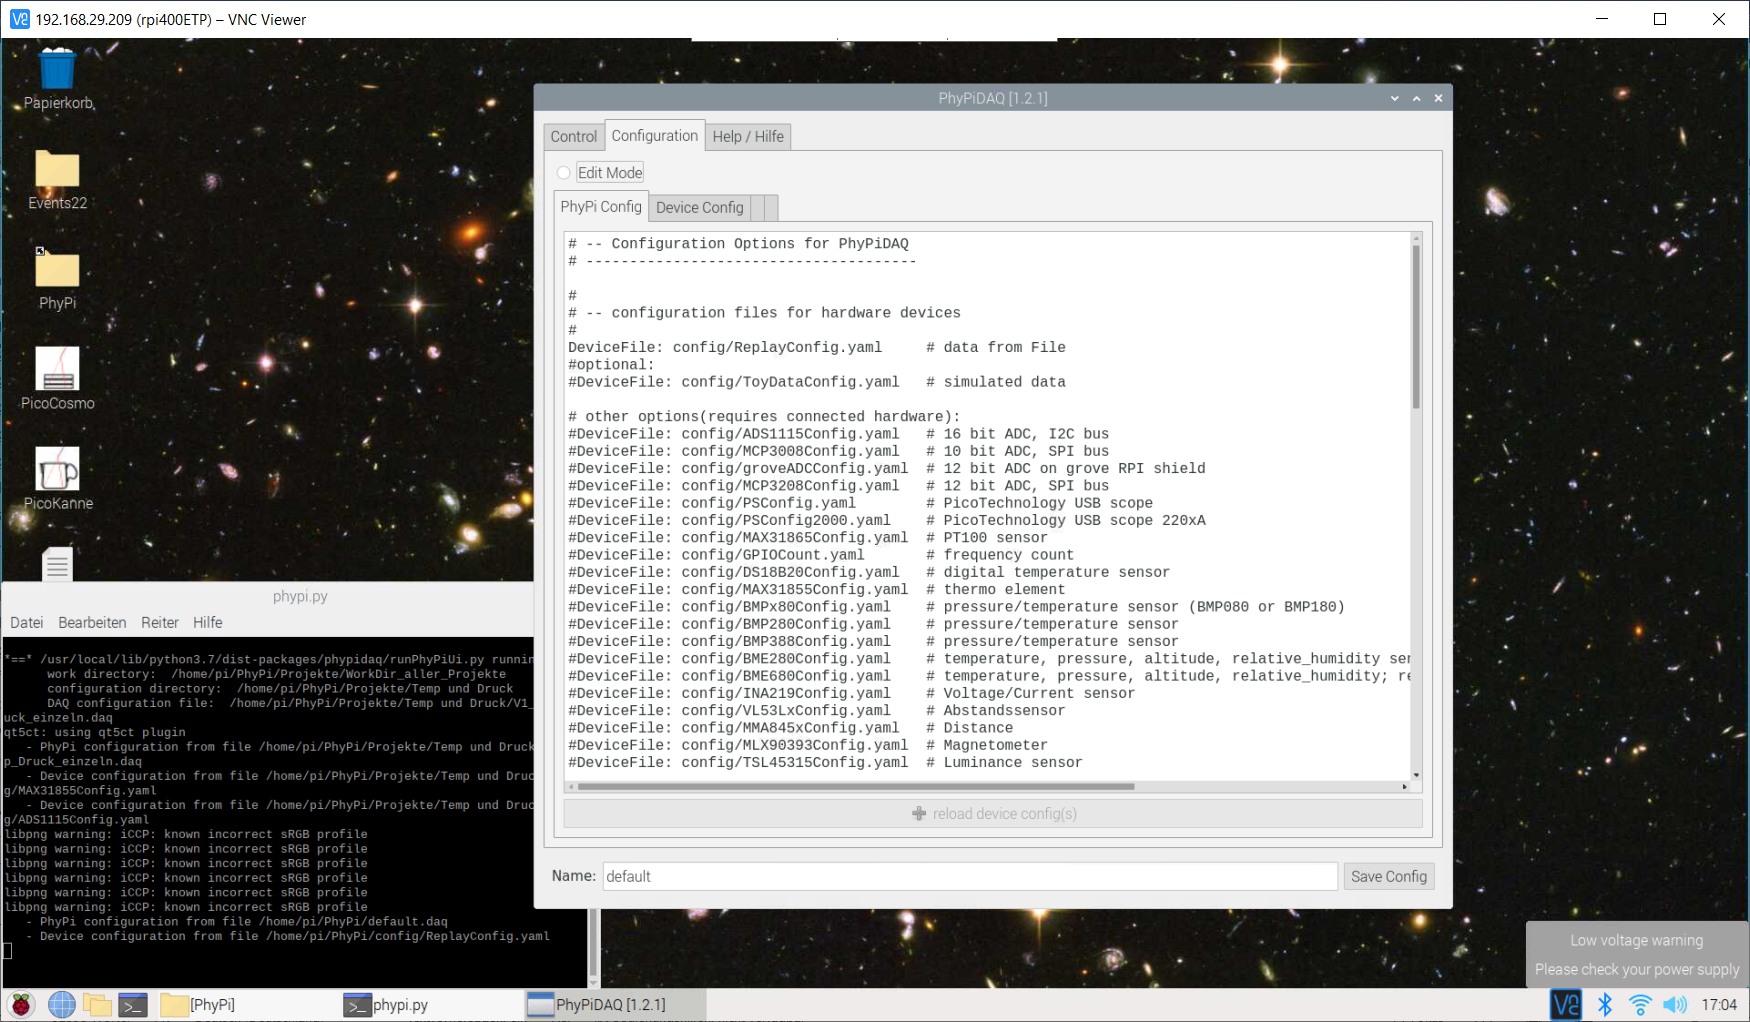 192.168.29.209 (rpi400ETP) – VNC Viewer
Papierkorb
Events22
PhyPi
PicoCosmo
PicoKanne
PhyPiDAQ [1.2.1]
Control Configuration Help / Hilfe
Edit Mode
PhyPi Config Device Config
# -- Configuration Options for PhyPiDAQ
# --------------------------------------
#
# -- configuration files for hardware devices
#
DeviceFile: config/ReplayConfig.yaml     # data from File
#optional:
#DeviceFile: config/ToyDataConfig.yaml   # simulated data
# other options(requires connected hardware):
#DeviceFile: config/ADS1115Config.yaml   # 16 bit ADC, I2C bus
#DeviceFile: config/MCP3008Config.yaml   # 10 bit ADC, SPI bus
#DeviceFile: config/groveADCConfig.yaml  # 12 bit ADC on grove RPI shield
#DeviceFile: config/MCP3208Config.yaml   # 12 bit ADC, SPI bus
#DeviceFile: config/PSConfig.yaml        # PicoTechnology USB scope
#DeviceFile: config/PSConfig2000.yaml    # PicoTechnology USB scope 220xA
#DeviceFile: config/MAX31865Config.yaml  # PT100 sensor
#DeviceFile: config/GPIOCount.yaml       # frequency count
#DeviceFile: config/DS18B20Config.yaml   # digital temperature sensor
#DeviceFile: config/MAX31855Config.yaml  # thermo element
#DeviceFile: config/BMPx80Config.yaml    # pressure/temperature sensor (BMP080 or BMP180)
#DeviceFile: config/BMP280Config.yaml    # pressure/temperature sensor
#DeviceFile: config/BMP388Config.yaml    # pressure/temperature sensor
#DeviceFile: config/BME280Config.yaml    # temperature, pressure, altitude, relative_humidity ser
#DeviceFile: config/BME680Config.yaml    # temperature, pressure, altitude, relative_humidity; re
#DeviceFile: config/INA219Config.yaml    # Voltage/Current sensor
#DeviceFile: config/VL53LxConfig.yaml    # Abstandssensor
#DeviceFile: config/MMA845xConfig.yaml   # Distance
#DeviceFile: config/MLX90393Config.yaml  # Magnetometer
#DeviceFile: config/TSL45315Config.yaml  # Luminance sensor
reload device config(s)
Name: default Save Config
phypi.py
Datei Bearbeiten Reiter Hilfe
*==* /usr/local/lib/python3.7/dist-packages/phypidaq/runPhyPiUi.py runnin
work directory:  /home/pi/PhyPi/Projekte/WorkDir_aller_Projekte
configuration directory:  /home/pi/PhyPi/Projekte/Temp und Druck
DAQ configuration file:  /home/pi/PhyPi/Projekte/Temp und Druck/V1_
uck_einzeln.daq
qt5ct: using qt5ct plugin
- PhyPi configuration from file /home/pi/PhyPi/Projekte/Temp und Druck
p_Druck_einzeln.daq
- Device configuration from file /home/pi/PhyPi/Projekte/Temp und Druc
g/MAX31855Config.yaml
- Device configuration from file /home/pi/PhyPi/Projekte/Temp und Druc
g/ADS1115Config.yaml
libpng warning: iCCP: known incorrect sRGB profile
libpng warning: iCCP: known incorrect sRGB profile
libpng warning: iCCP: known incorrect sRGB profile
libpng warning: iCCP: known incorrect sRGB profile
libpng warning: iCCP: known incorrect sRGB profile
libpng warning: iCCP: known incorrect sRGB profile
- PhyPi configuration from file /home/pi/PhyPi/default.daq
- Device configuration from file /home/pi/PhyPi/config/ReplayConfig.yaml
Low voltage warning
Please check your power supply
[PhyPi] phypi.py PhyPiDAQ [1.2.1] 17:04